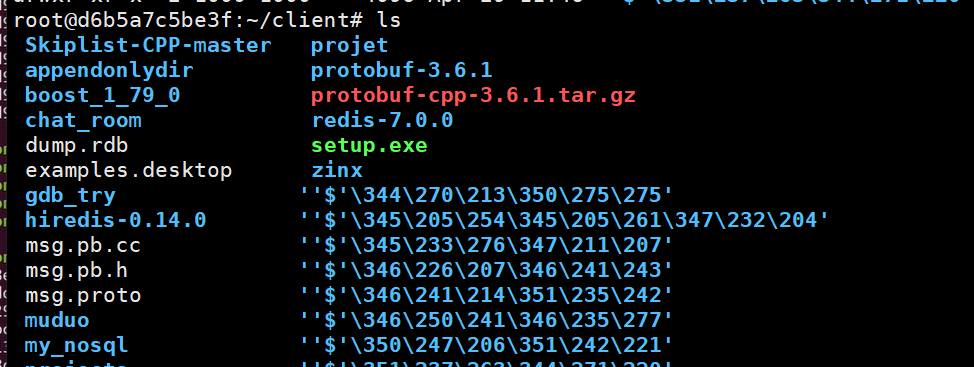 root@d6b5a7c5be3f:~/client# ls
Skiplist-CPP-master projet
appendonlydir protobuf-3.6.1
boost_1_79_0 protobuf-cpp-3.6.1.tar.gz
chat_room redis-7.0.0
dump.rdb setup.exe
examples.desktop zinx
gdb_try ''$'\344\270\213\350\275\275'
hiredis-0.14.0 ''$'\345\205\254\345\205\261\347\232\204'
msg.pb.cc ''$'\345\233\276\347\211\207'
msg.pb.h ''$'\346\226\207\346\241\243'
msg.proto ''$'\346\241\214\351\235\242'
muduo ''$'\346\250\241\346\235\277'
my_nosql ''$'\350\247\206\351\242\221'